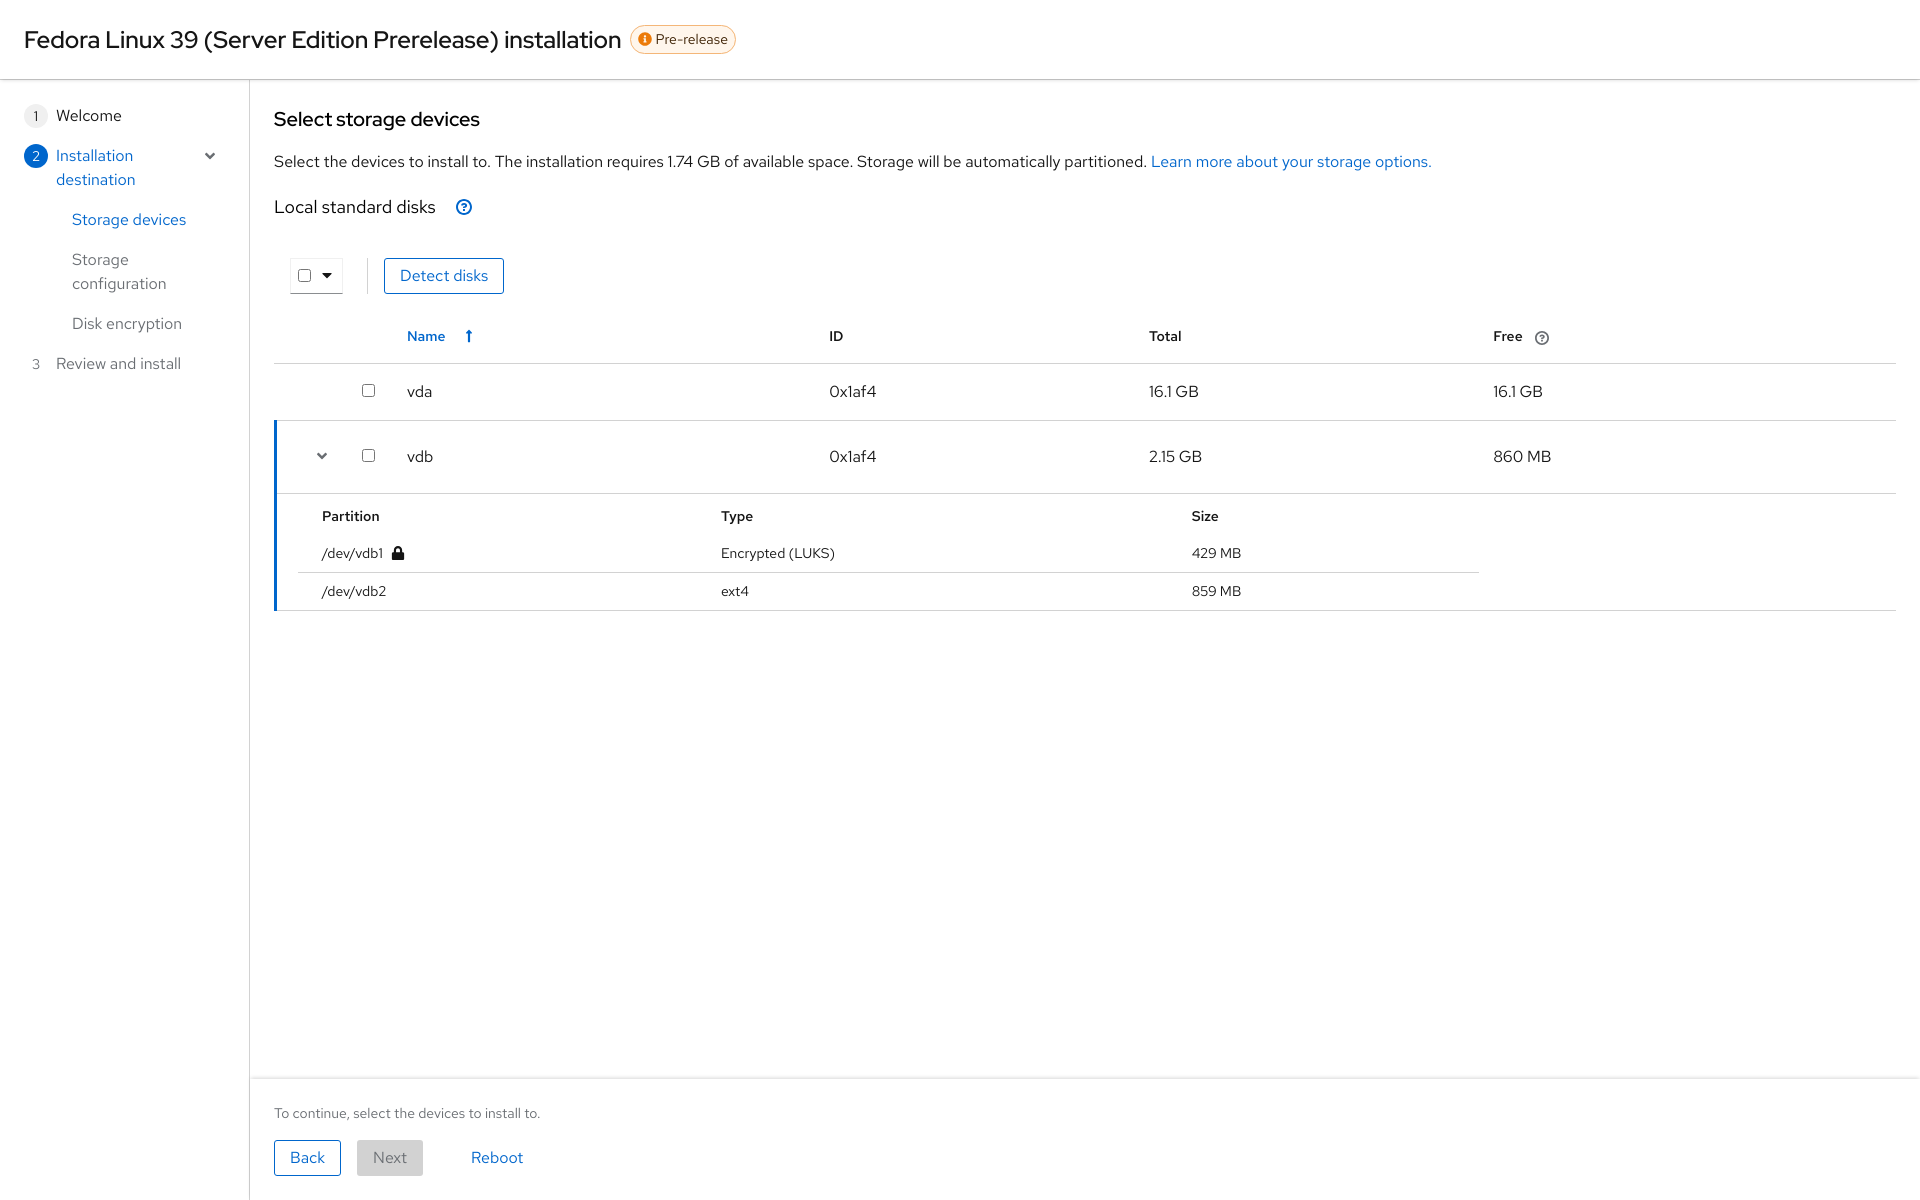 Fedora Linux 39 (Server Edition Prerelease) installation Pre-release
1 Welcome
2 Installation
destination
Storage devices
Storage
configuration
Disk encryption
3 Review and install
Select storage devices
Select the devices to install to. The installation requires 1.74 GB of available space. Storage will be automatically partitioned. Learn more about your storage options.
Local standard disks
Detect disks
Name ID Total Free
vda 0x1af4 16.1 GB 16.1 GB
vdb 0x1af4 2.15 GB 860 MB
Partition Type Size
/dev/vdb1 Encrypted (LUKS) 429 MB
/dev/vdb2 ext4 859 MB
To continue, select the devices to install to.
Back Next Reboot